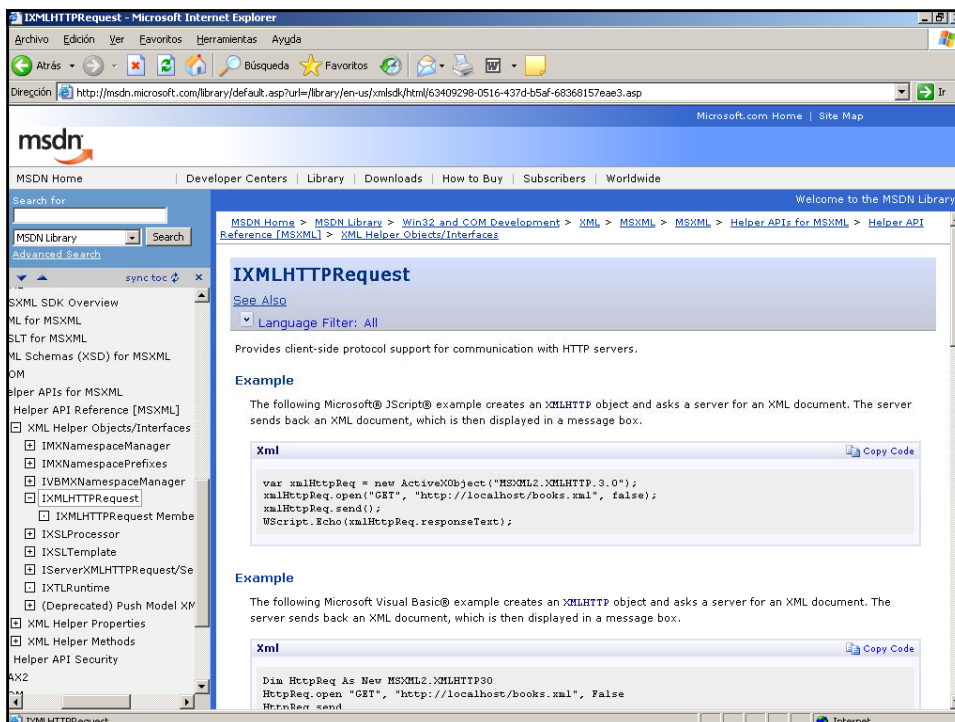 IXMLHTTPRequest - Microsoft Internet Explorer
Archivo Edición Ver Favoritos Herramientas Ayuda
Atrás Búsqueda Favoritos
Dirección http://msdn.microsoft.com/library/default.asp?url=/library/en-us/xmlsdk/html/63409298-0516-437d-b5af-68368157eae3.asp Ir
Microsoft.com Home | Site Map
msdn
MSDN Home | Developer Centers | Library | Downloads | How to Buy | Subscribers | Worldwide
Search for
Welcome to the MSDN Library
MSDN Library Search
Advanced Search
sync toc
MSDN Home > MSDN Library > Win32 and COM Development > XML > MSXML > MSXML > Helper APIs for MSXML > Helper API
Reference [MSXML] > XML Helper Objects/Interfaces
SXML SDK Overview
ML for MSXML
SLT for MSXML
ML Schemas (XSD) for MSXML
OM
elper APIs for MSXML
Helper API Reference [MSXML]
XML Helper Objects/Interfaces
IMXNamespaceManager
IMXNamespacePrefixes
IVBMXNamespaceManager
IXMLHTTPRequest
IXMLHTTPRequest Membe
IXSLProcessor
IXSLTemplate
IServerXMLHTTPRequest/Se
IXTLRuntime
(Deprecated) Push Model XM
XML Helper Properties
XML Helper Methods
Helper API Security
AX2
IXMLHTTPRequest
See Also
Language Filter: All
Provides client-side protocol support for communication with HTTP servers.
Example
The following Microsoft® JScript® example creates an XMLHTTP object and asks a server for an XML document. The server
sends back an XML document, which is then displayed in a message box.
Xml Copy Code
var xmlHttpReq = new ActiveXObject("MSXML2.XMLHTTP.3.0");
xmlHttpReq.open("GET", "http://localhost/books.xml", false);
xmlHttpReq.send();
WScript.Echo(xmlHttpReq.responseText);
Example
The following Microsoft Visual Basic® example creates an XMLHTTP object and asks a server for an XML document. The
server sends back an XML document, which is then displayed in a message box.
Xml Copy Code
Dim HttpReq As New MSXML2.XMLHTTP30
HttpReq.open "GET", "http://localhost/books.xml", False
HttpReq.send
IXMLHTTPRequest
Internet